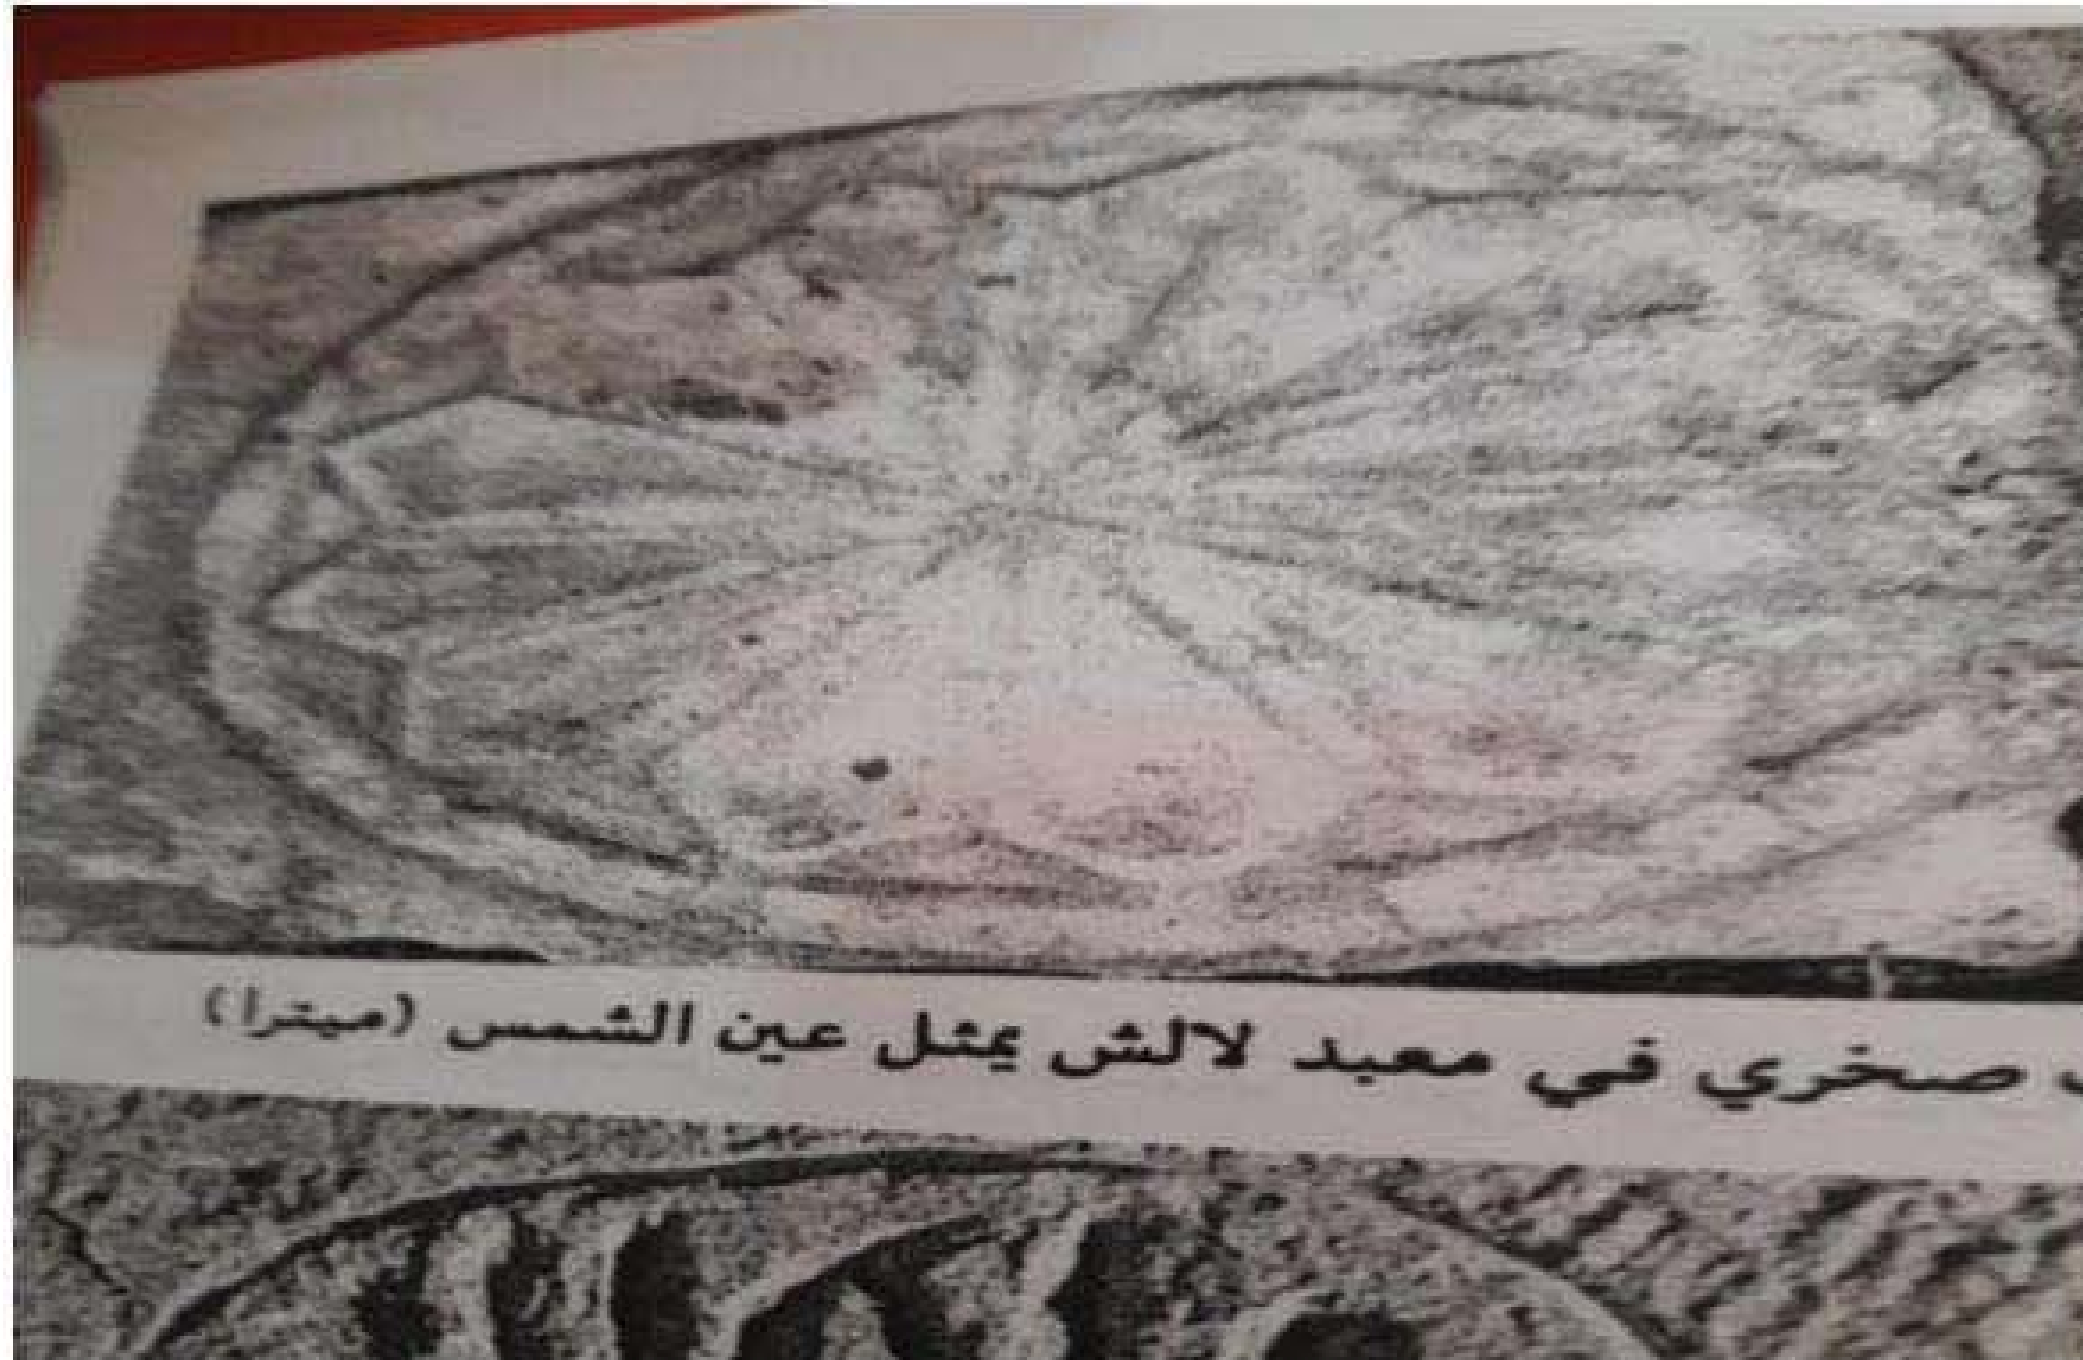 صخري في معبد لالش يمثل عين الشمس (ميترا)